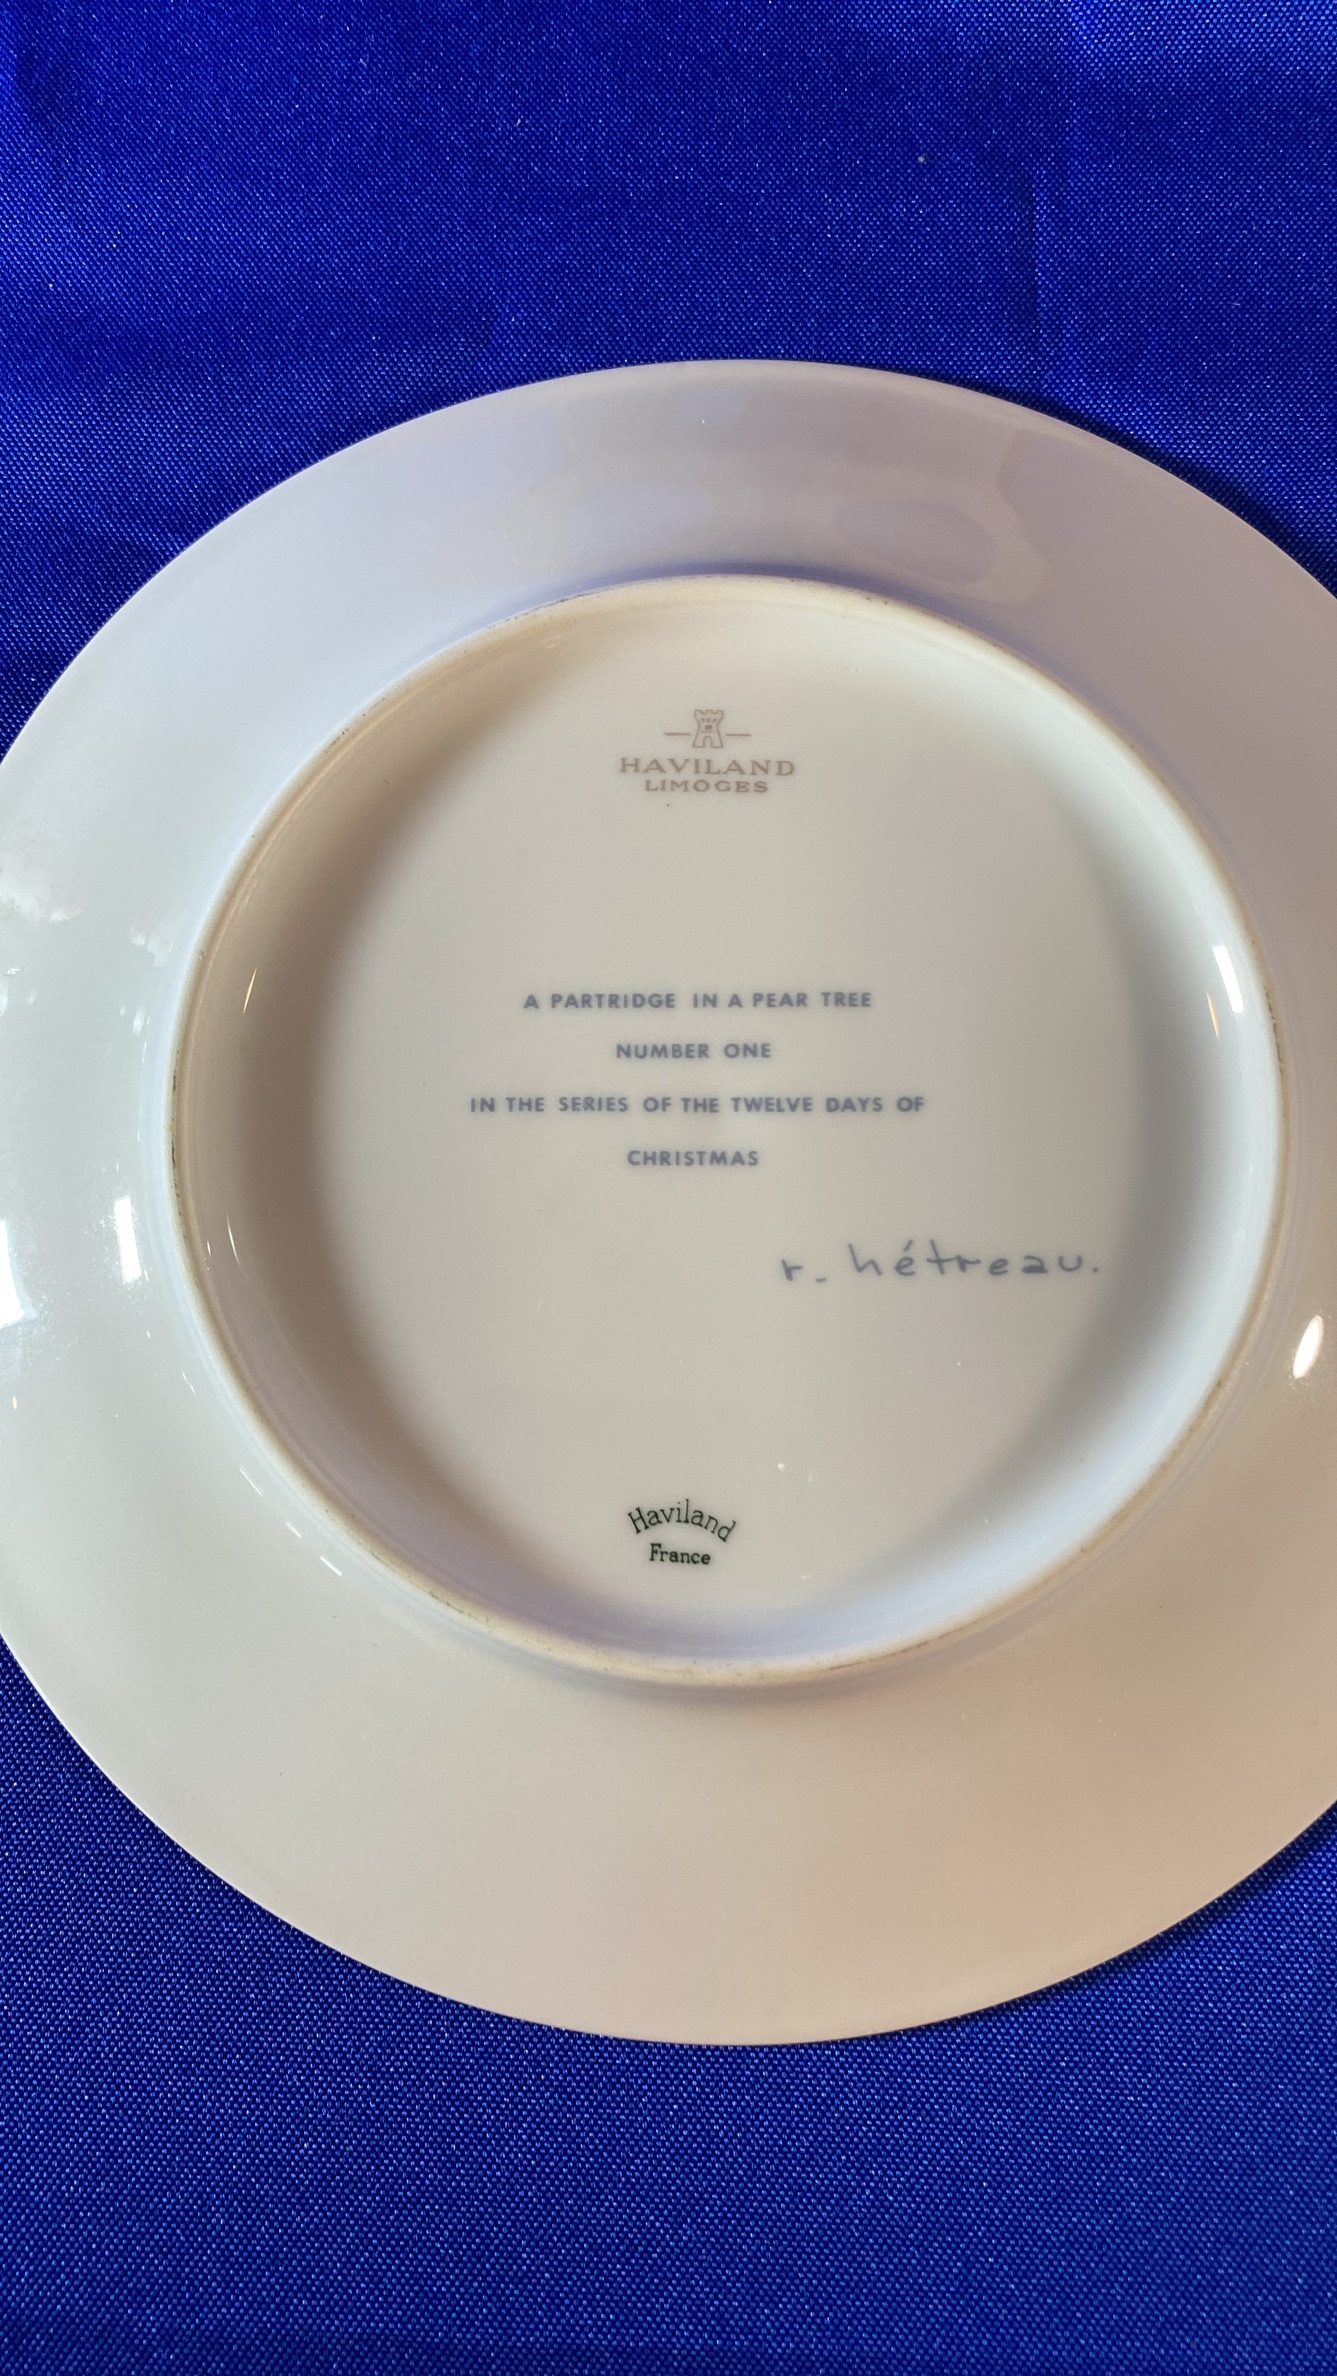 HAVILAND
LIMOGES
A PARTRIDGE IN A PEAR TREE
NUMBER ONE
IN THE SERIES OF THE TWELVE DAYS OF
CHRISTMAS
r. hétreau.
Haviland
France